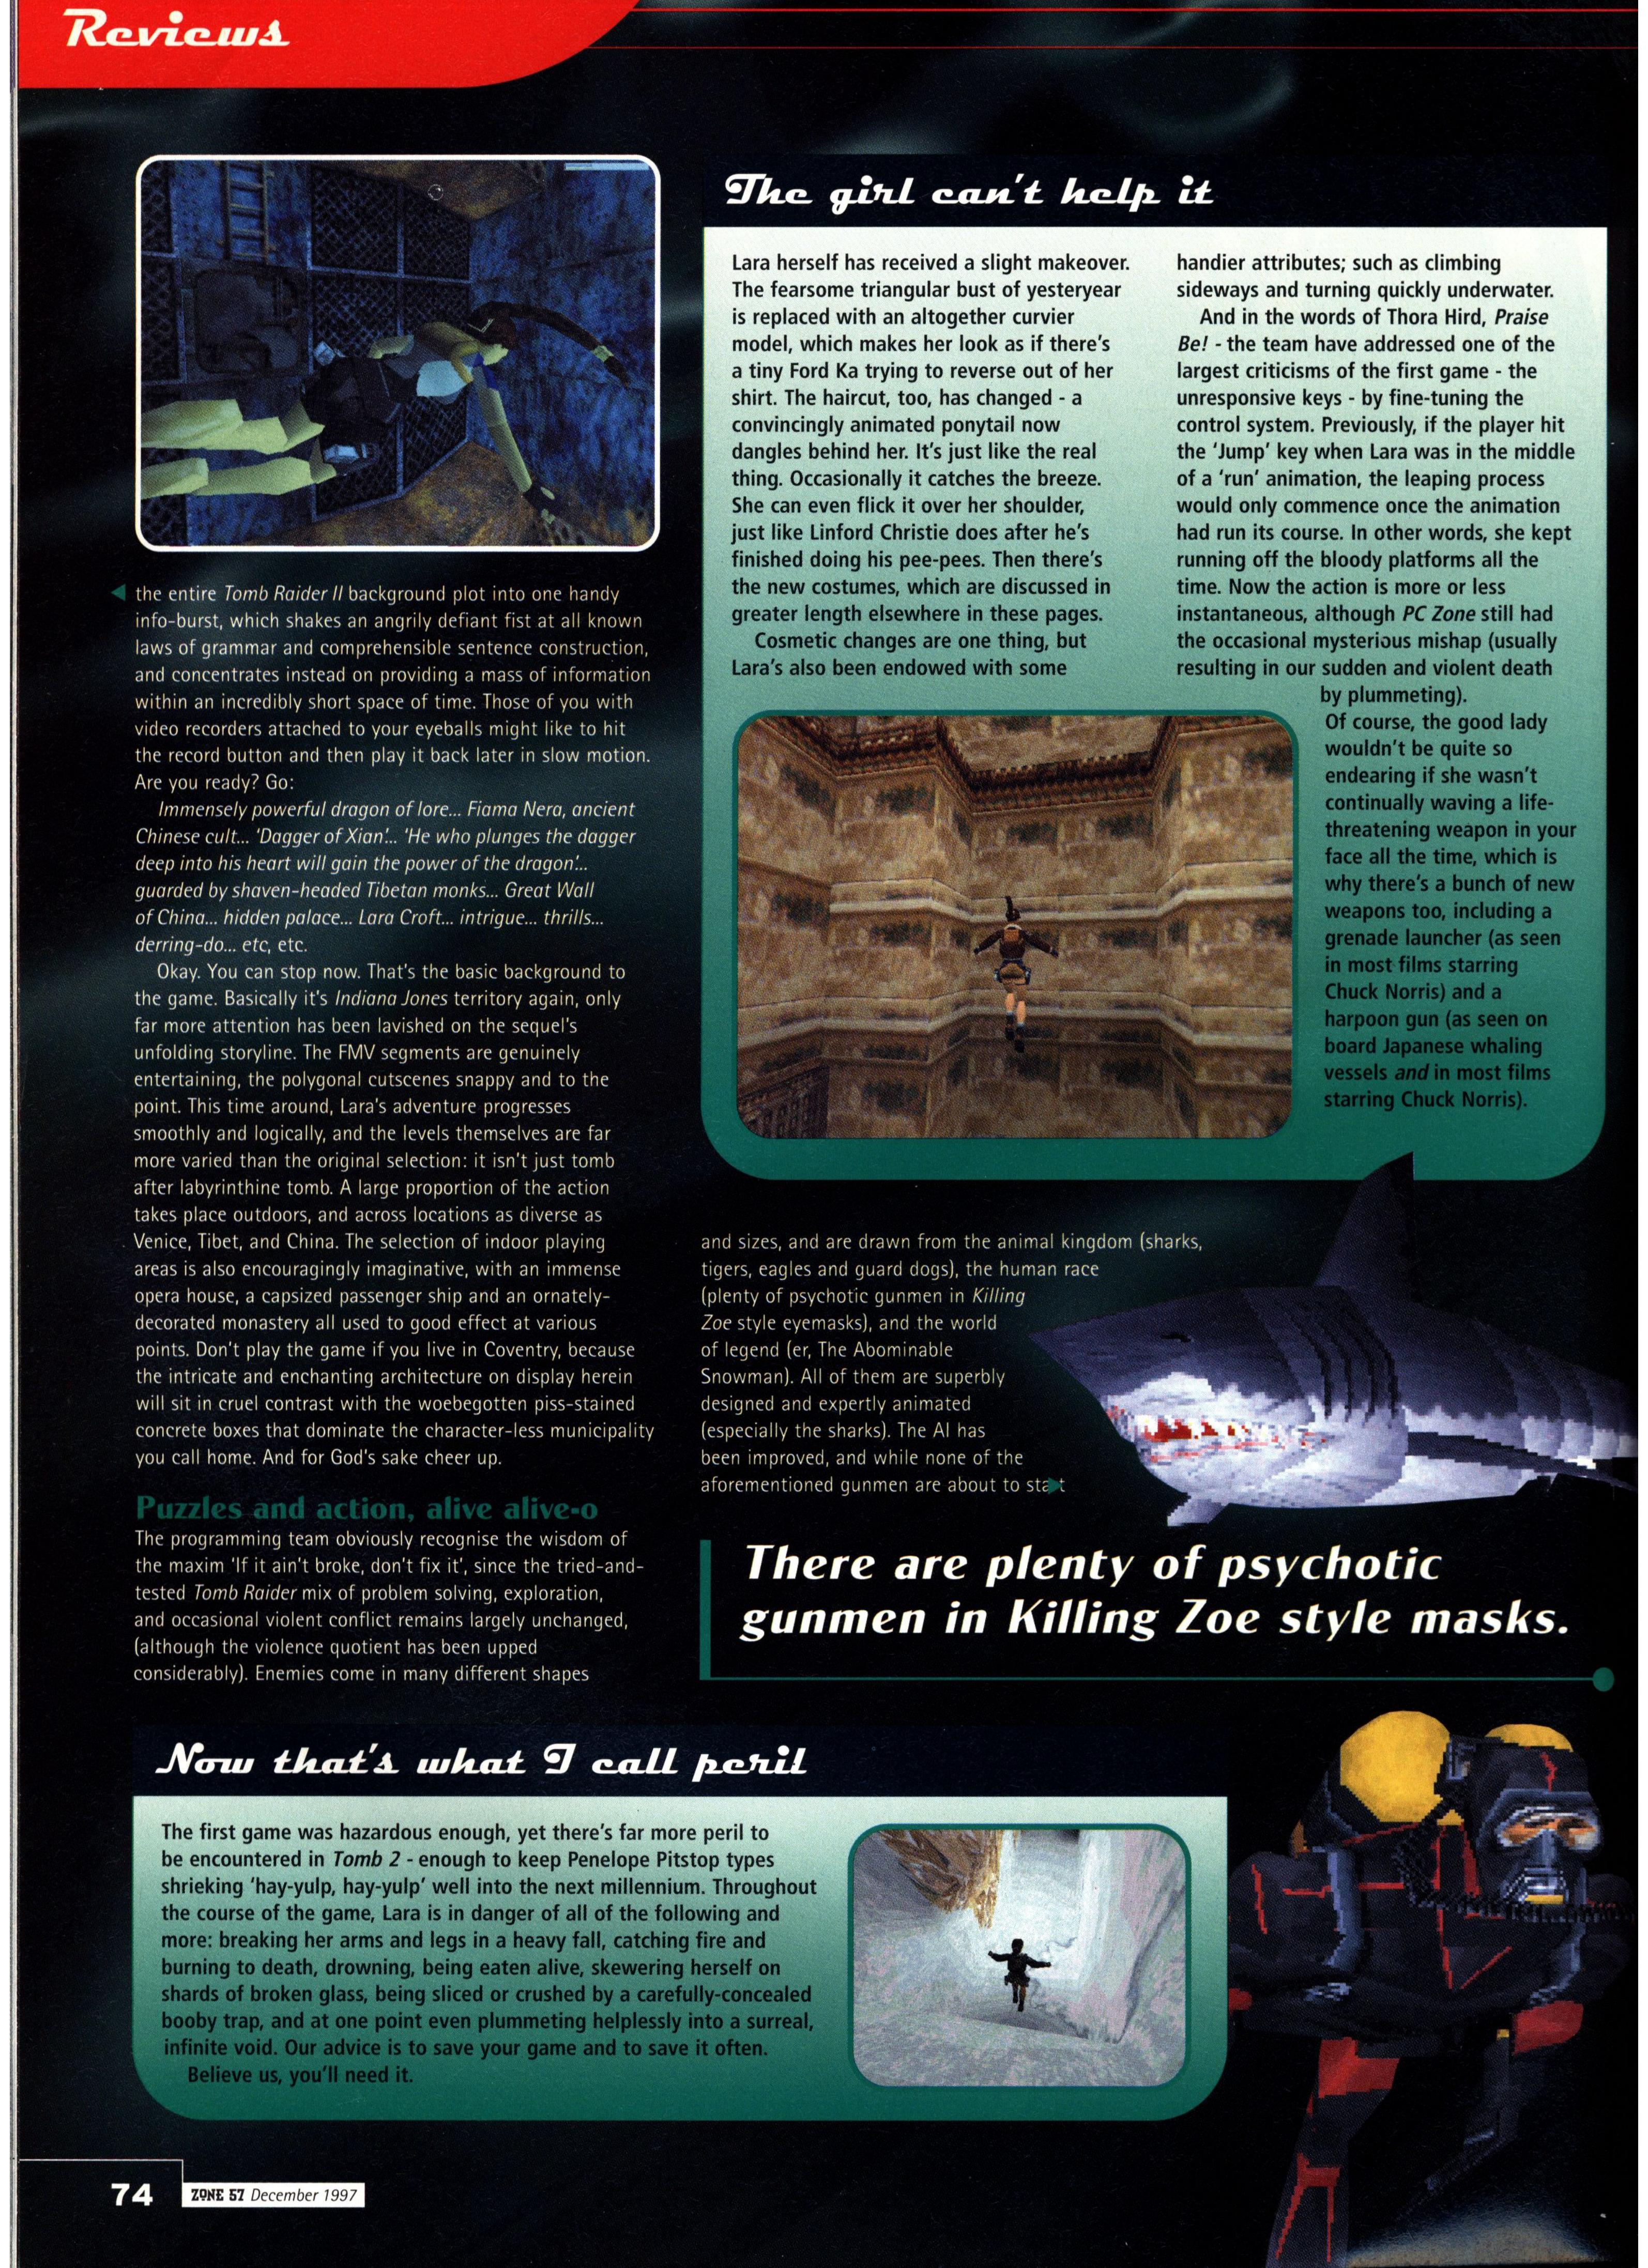 Reviews
the entire Tomb Raider II background plot into one handy
info-burst, which shakes an angrily defiant fist at all known
laws of grammar and comprehensible sentence construction,
and concentrates instead on providing a mass of information
within an incredibly short space of time. Those of you with
video recorders attached to your eyeballs might like to hit
the record button and then play it back later in slow motion.
Are you ready? Go:
Immensely powerful dragon of lore... Fiama Nera, ancient
Chinese cult... 'Dagger of Xian'... 'He who plunges the dagger
deep into his heart will gain the power of the dragon'...
guarded by shaven-headed Tibetan monks... Great Wall
of China... hidden palace... Lara Croft... intrigue... thrills...
derring-do... etc, etc.
Okay. You can stop now. That's the basic background to
the game. Basically it's Indiana Jones territory again, only
far more attention has been lavished on the sequel's
unfolding storyline. The FMV segments are genuinely
entertaining, the polygonal cutscenes snappy and to the
point. This time around, Lara's adventure progresses
smoothly and logically, and the levels themselves are far
more varied than the original selection: it isn't just tomb
after labyrinthine tomb. A large proportion of the action
takes place outdoors, and across locations as diverse as
Venice, Tibet, and China. The selection of indoor playing
areas is also encouragingly imaginative, with an immense
opera house, a capsized passenger ship and an ornately-
decorated monastery all used to good effect at various
points. Don't play the game if you live in Coventry, because
the intricate and enchanting architecture on display herein
will sit in cruel contrast with the woebegotten piss-stained
concrete boxes that dominate the character-less municipality
you call home. And for God's sake cheer up.
Puzzles and action, alive alive-o
The programming team obviously recognise the wisdom of
the maxim 'If it ain't broke, don't fix it', since the tried-and-
tested Tomb Raider mix of problem solving, exploration,
and occasional violent conflict remains largely unchanged,
(although the violence quotient has been upped
considerably). Enemies come in many different shapes
The girl can't help it
Lara herself has received a slight makeover.
The fearsome triangular bust of yesteryear
is replaced with an altogether curvier
model, which makes her look as if there's
a tiny Ford Ka trying to reverse out of her
shirt. The haircut, too, has changed - a
convincingly animated ponytail now
dangles behind her. It's just like the real
thing. Occasionally it catches the breeze.
She can even flick it over her shoulder,
just like Linford Christie does after he's
finished doing his pee-pees. Then there's
the new costumes, which are discussed in
greater length elsewhere in these pages.
Cosmetic changes are one thing, but
Lara's also been endowed with some
handier attributes; such as climbing
sideways and turning quickly underwater.
And in the words of Thora Hird, Praise
Be! - the team have addressed one of the
largest criticisms of the first game - the
unresponsive keys - by fine-tuning the
control system. Previously, if the player hit
the 'Jump' key when Lara was in the middle
of a 'run' animation, the leaping process
would only commence once the animation
had run its course. In other words, she kept
running off the bloody platforms all the
time. Now the action is more or less
instantaneous, although PC Zone still had
the occasional mysterious mishap (usually
resulting in our sudden and violent death
by plummeting).
Of course, the good lady
wouldn't be quite so
endearing if she wasn't
continually waving a life-
threatening weapon in your
face all the time, which is
why there's a bunch of new
weapons too, including a
grenade launcher (as seen
in most films starring
Chuck Norris) and a
harpoon gun (as seen on
board Japanese whaling
vessels and in most films
starring Chuck Norris).
and sizes, and are drawn from the animal kingdom (sharks,
tigers, eagles and guard dogs), the human race
(plenty of psychotic gunmen in Killing
Zoe style eyemasks), and the world
of legend (er, The Abominable
Snowman). All of them are superbly
designed and expertly animated
(especially the sharks). The AI has
been improved, and while none of the
aforementioned gunmen are about to start
There are plenty of psychotic
gunmen in Killing Zoe style masks.
Now that's what I call peril
The first game was hazardous enough, yet there's far more peril to
be encountered in Tomb 2 - enough to keep Penelope Pitstop types
shrieking 'hay-yulp, hay-yulp' well into the next millennium. Throughout
the course of the game, Lara is in danger of all of the following and
more: breaking her arms and legs in a heavy fall, catching fire and
burning to death, drowning, being eaten alive, skewering herself on
shards of broken glass, being sliced or crushed by a carefully-concealed
booby trap, and at one point even plummeting helplessly into a surreal,
infinite void. Our advice is to save your game and to save it often.
Believe us, you'll need it.
74
ZONE 57 December 1997